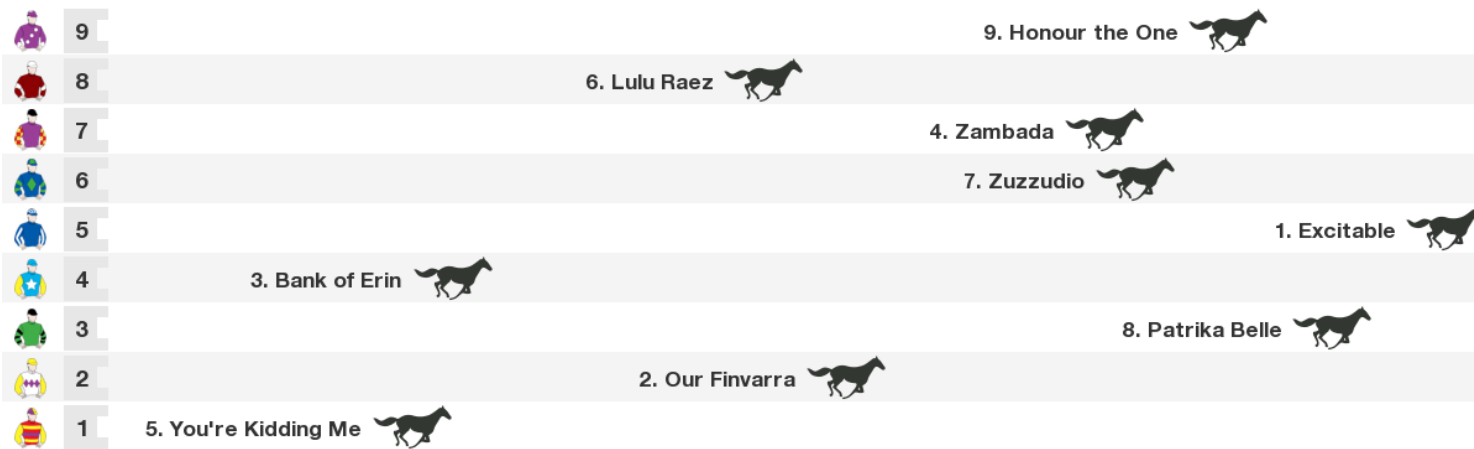 9 9. Honour the One
8 6. Lulu Raez
7 4. Zambada
6 7. Zuzzudio
5 1. Excitable
4 3. Bank of Erin
3 8. Patrika Belle
2 2. Our Finvarra
1 5. You're Kidding Me